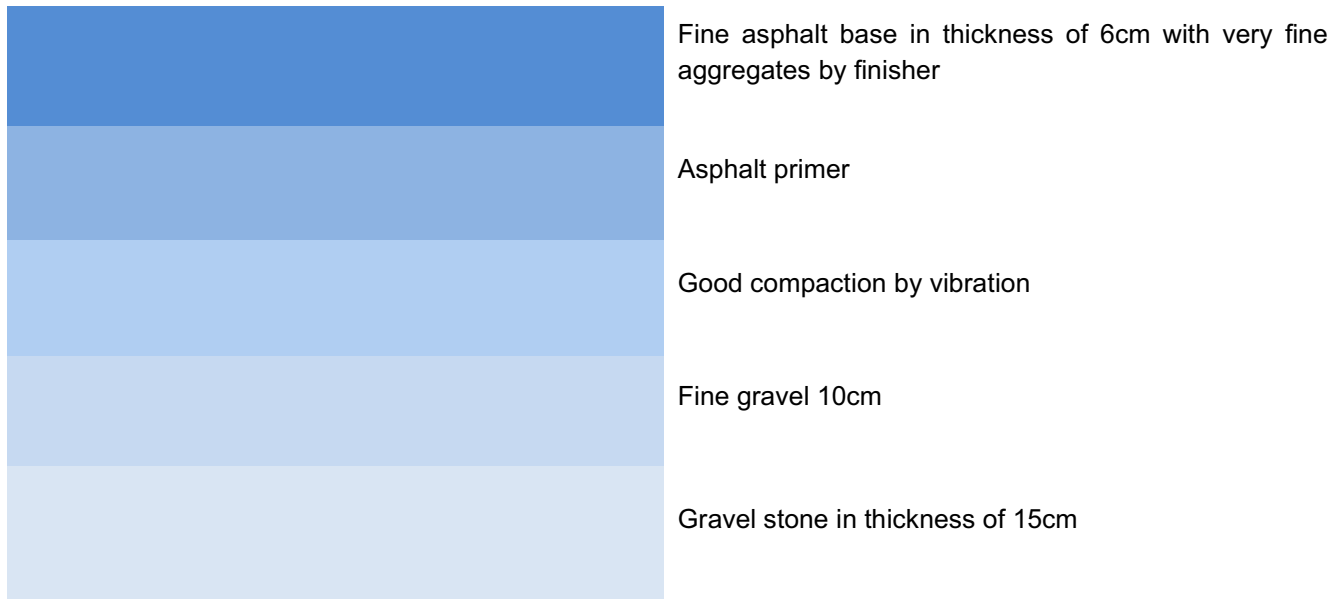 Fine asphalt base in thickness of 6cm with very fine
aggregates by finisher
Asphalt primer
Good compaction by vibration
Fine gravel 10cm
Gravel stone in thickness of 15cm